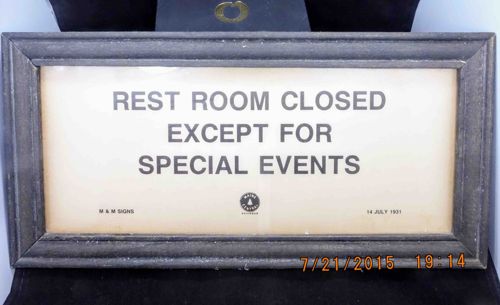 REST ROOM CLOSED
EXCEPT FOR
SPECIAL EVENTS
M & M SIGNS
14 JULY 1931
7/21/2015 19:14